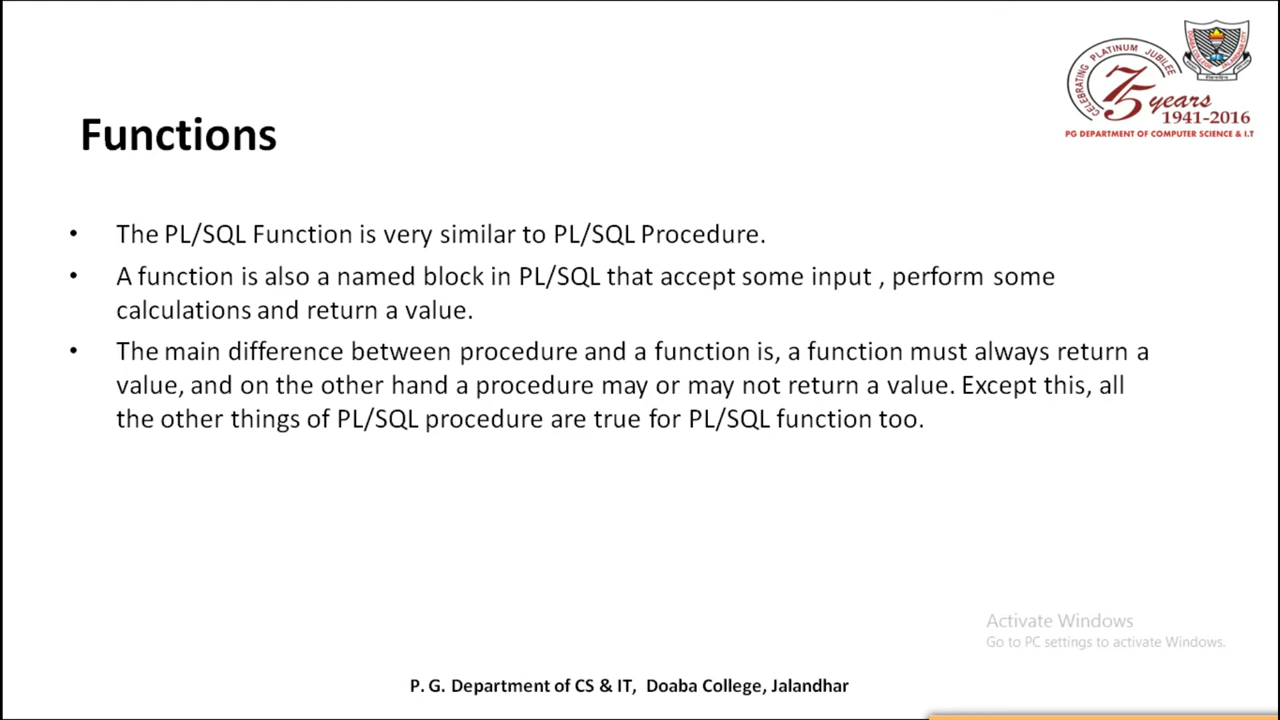 CELEBRATING PLATINUM JUBILEE
75 years
1941-2016
PG DEPARTMENT OF COMPUTER SCIENCE & I.T
Functions
• The PL/SQL Function is very similar to PL/SQL Procedure.
• A function is also a named block in PL/SQL that accept some input , perform some
calculations and return a value.
• The main difference between procedure and a function is, a function must always return a
value, and on the other hand a procedure may or may not return a value. Except this, all
the other things of PL/SQL procedure are true for PL/SQL function too.
Activate Windows
Go to PC settings to activate Windows.
P. G. Department of CS & IT, Doaba College, Jalandhar